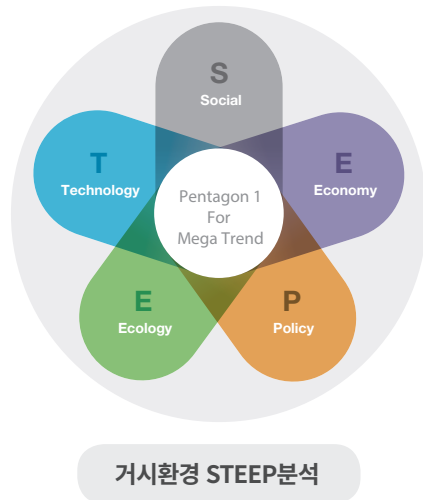 S
Social
T
Technology
E
Economy
Pentagon 1
For
Mega Trend
E
Ecology
P
Policy
거시환경 STEEP분석